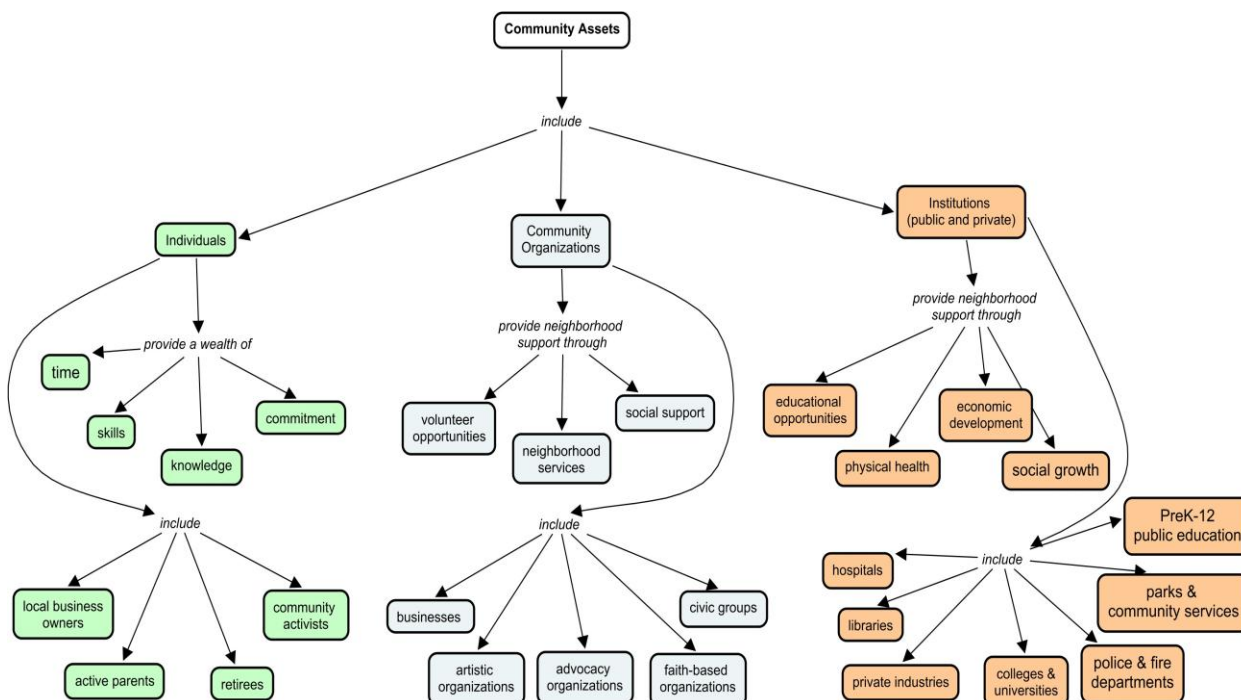 Community Assets
include
Individuals
Community
Organizations
Institutions
(public and private)
provide a wealth of
time
skills
knowledge
commitment
provide neighborhood
support through
volunteer
opportunities
neighborhood
services
social support
provide neighborhood
support through
educational
opportunities
physical health
economic
development
social growth
include
local business
owners
active parents
retirees
community
activists
include
businesses
artistic
organizations
advocacy
organizations
faith-based
organizations
civic groups
include
hospitals
libraries
private industries
colleges &
universities
police & fire
departments
parks &
community services
PreK-12
public education